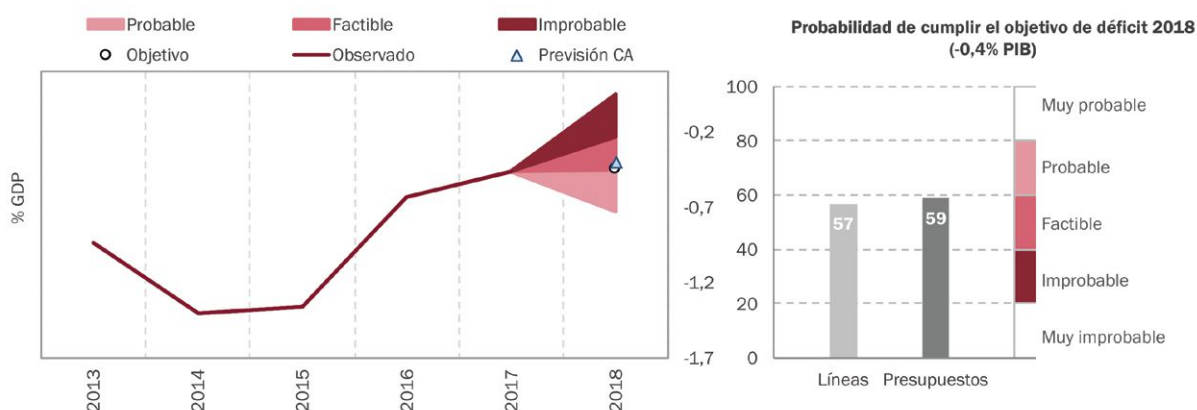 Probable Factible Improbable
Objetivo Observado Previsión CA
% GDP
-0,2
-0,7
-1,2
-1,7
2013 2014 2015 2016 2017 2018
Probabilidad de cumplir el objetivo de déficit 2018
(-0,4% PIB)
100
80
60
40
20
0
57 59
Líneas Presupuestos
Muy probable
Probable
Factible
Improbable
Muy improbable